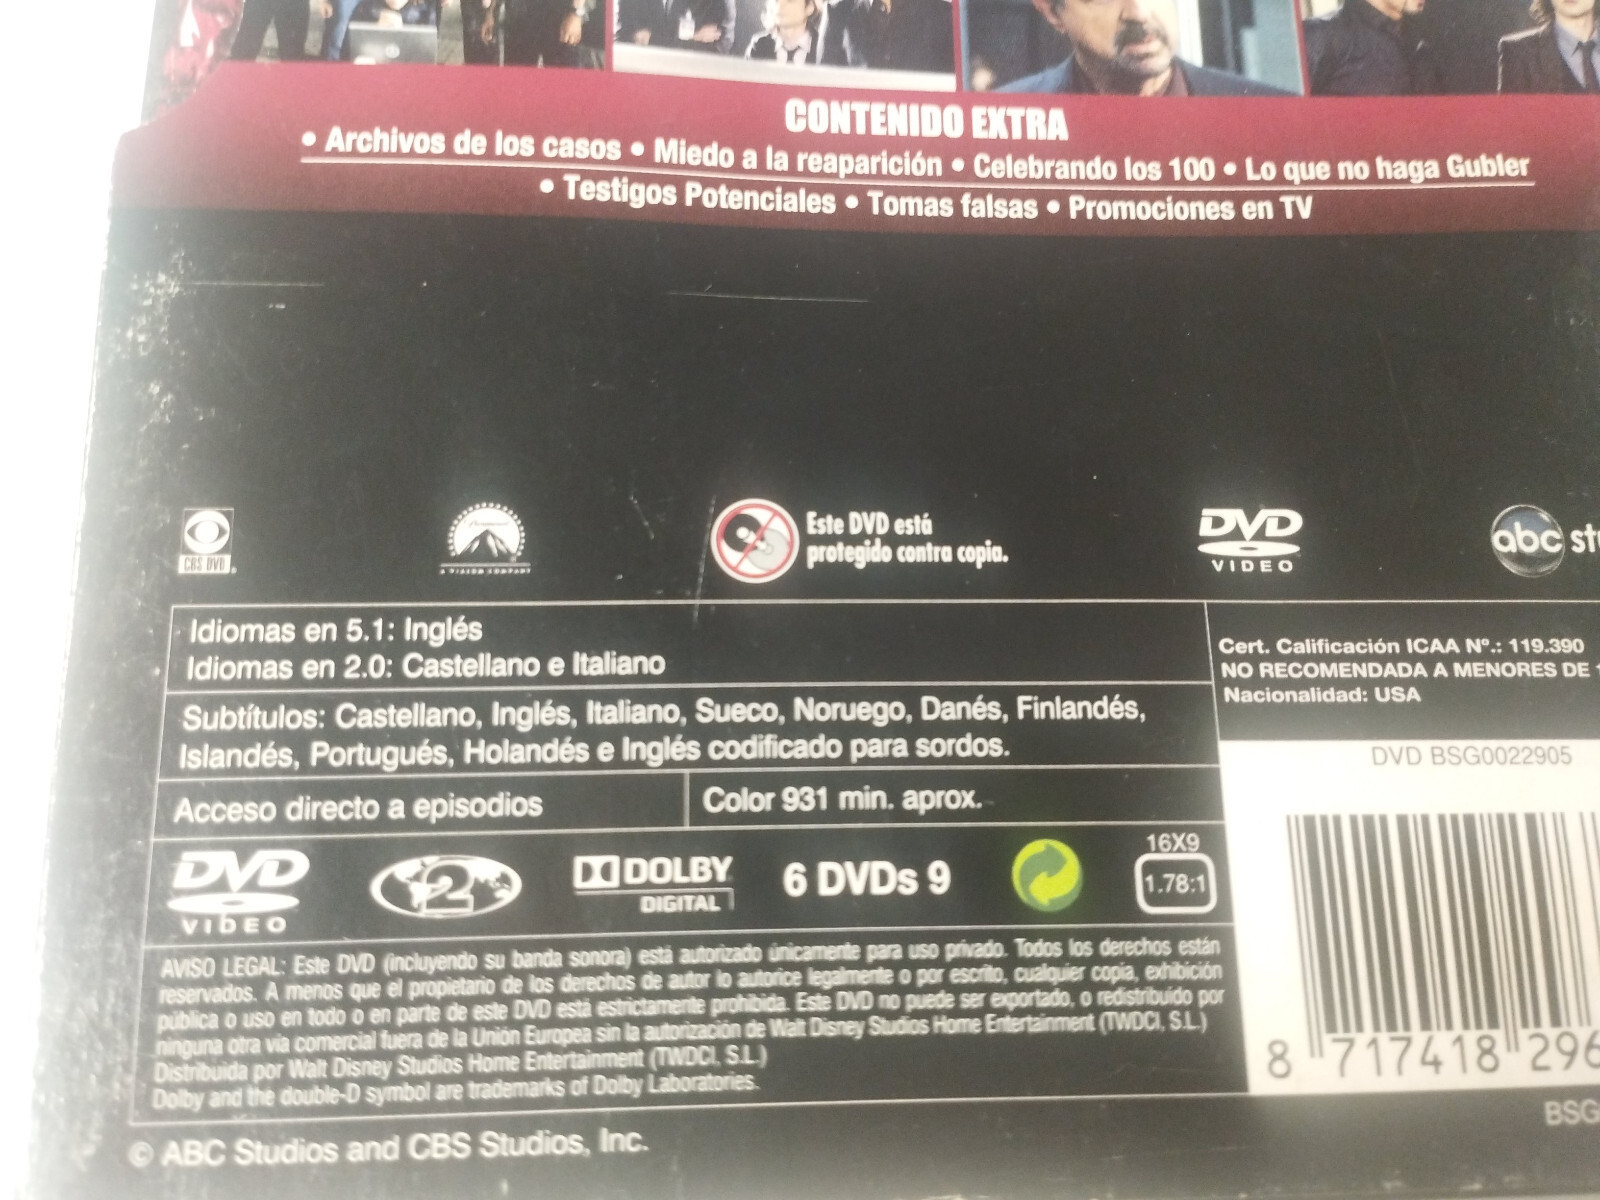 CONTENIDO EXTRA
• Archivos de los casos • Miedo a la reaparición • Celebrando los 100 • Lo que no haga Gubler
• Testigos Potenciales • Tomas falsas • Promociones en TV
CBS DVD
Paramount
A VIACOM COMPANY
Este DVD está
protegido contra copia.
DVD
VIDEO
abc
Idiomas en 5.1: Inglés
Idiomas en 2.0: Castellano e Italiano
Subtítulos: Castellano, Inglés, Italiano, Sueco, Noruego, Danés, Finlandés,
Islandés, Portugués, Holandés e Inglés codificado para sordos.
Acceso directo a episodios
Color 931 min. aprox.
DVD
VIDEO
2
DOLBY
DIGITAL
6 DVDs 9
16X9
1.78:1
Cert. Calificación ICAA Nº.: 119.390
NO RECOMENDADA A MENORES DE
Nacionalidad: USA
DVD BSG0022905
8 717418 296
BSG
AVISO LEGAL: Este DVD (incluyendo su banda sonora) está autorizado únicamente para uso privado. Todos los derechos están
reservados. A menos que el propietario de los derechos de autor lo autorice legalmente o por escrito, cualquier copia, exhibición
pública o uso en todo o en parte de este DVD está estrictamente prohibida. Este DVD no puede ser exportado, o redistribuido por
ninguna otra vía comercial fuera de la Unión Europea sin la autorización de Walt Disney Studios Home Entertainment (TWDCI, S.L.)
Distribuida por Walt Disney Studios Home Entertainment (TWDCI, S.L.)
Dolby and the double-D symbol are trademarks of Dolby Laboratories.
© ABC Studios and CBS Studios, Inc.